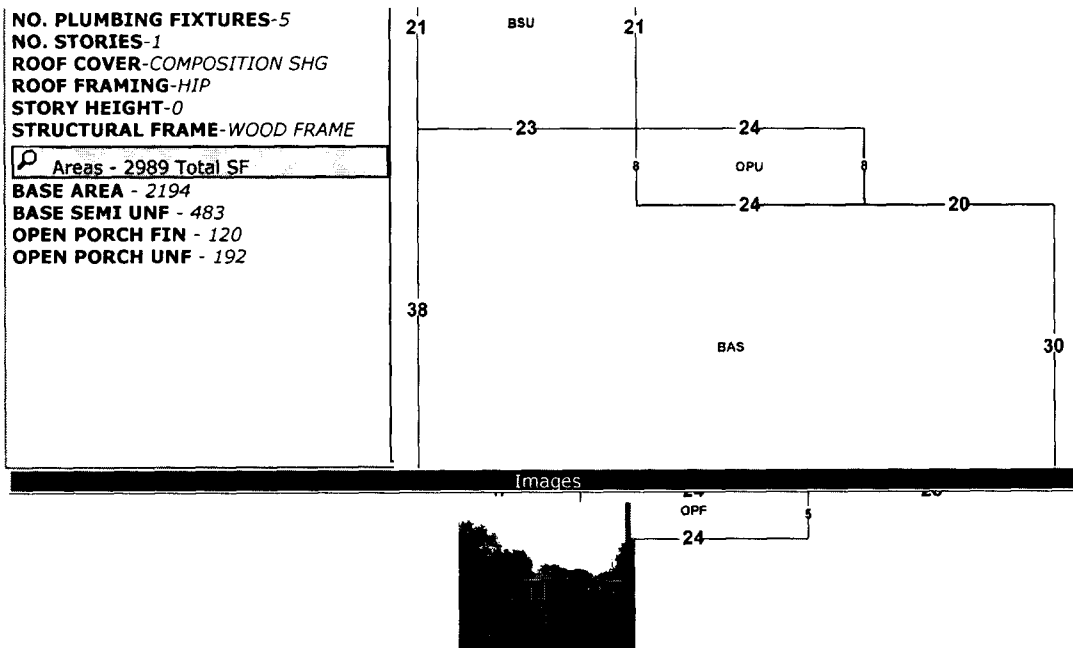 NO. PLUMBING FIXTURES-5
NO. STORIES-1
ROOF COVER-COMPOSITION SHG
ROOF FRAMING-HIP
STORY HEIGHT-0
STRUCTURAL FRAME-WOOD FRAME
Areas - 2989 Total SF
BASE AREA - 2194
BASE SEMI UNF - 483
OPEN PORCH FIN - 120
OPEN PORCH UNF - 192
21 BSU 21
23 24
8 OPU 8
24 20
38
BAS 30
Images
OPF 5
24